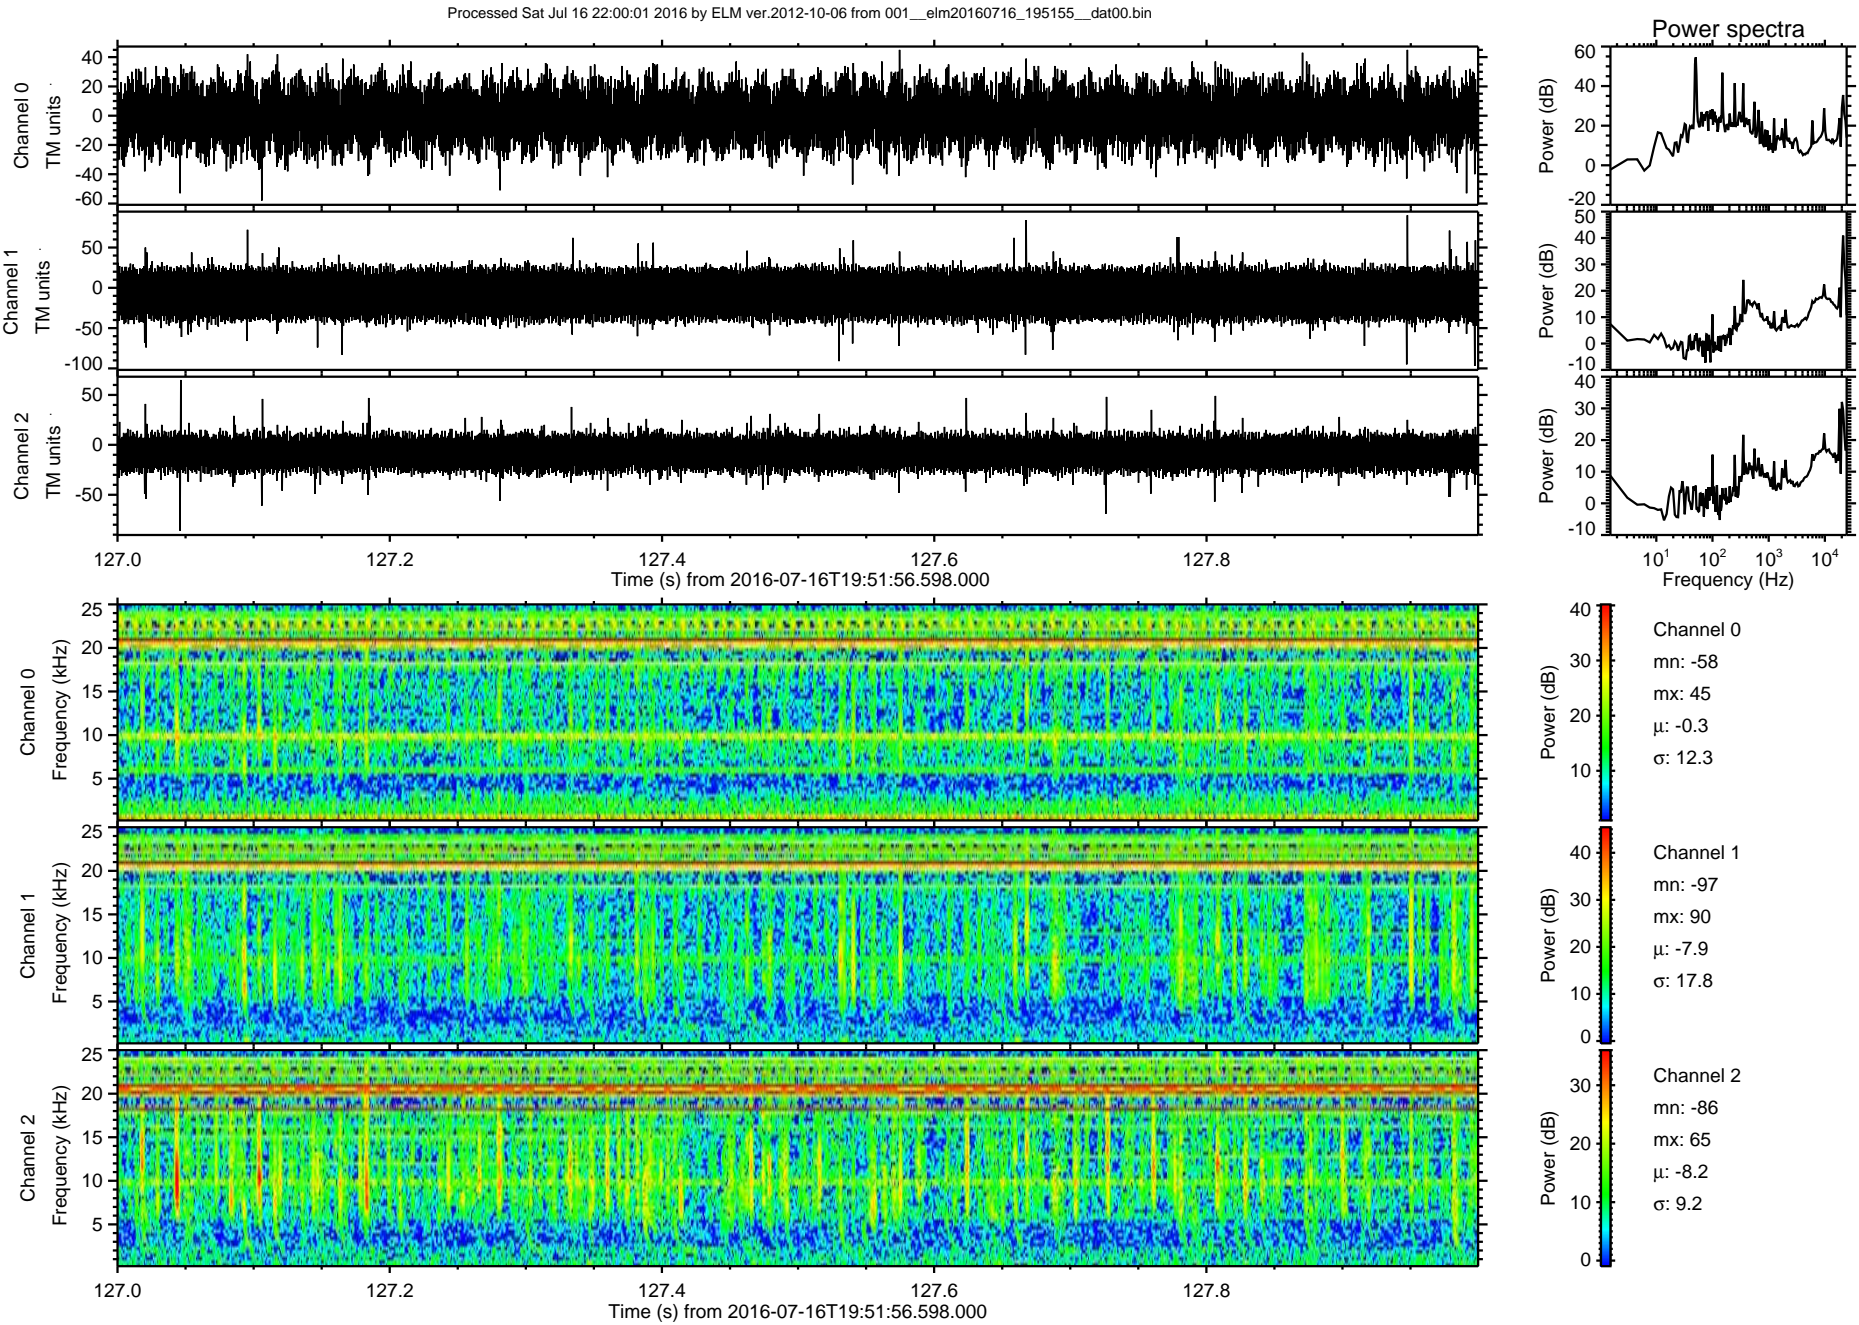 Processed Sat Jul 16 22:00:01 2016 by ELM ver.2012-10-06 from 001__elm20160716_195155__dat00.bin
Power spectra
Channel 0
TM units
40
20
0
-20
-40
-60
Power (dB)
60
40
20
0
-20
Channel 1
TM units
50
0
-50
-100
Power (dB)
50
40
30
20
10
0
-10
Channel 2
TM units
50
0
-50
Power (dB)
40
30
20
10
0
-10
127.0 127.2 127.4 127.6 127.8
Time (s) from 2016-07-16T19:51:56.598.000
10¹ 10² 10³ 10⁴
Frequency (Hz)
Channel 0
Frequency (kHz)
25
20
15
10
5
Power (dB)
40
30
20
10
Channel 0
mn: -58
mx: 45
µ: -0.3
σ: 12.3
Channel 1
Frequency (kHz)
25
20
15
10
5
Power (dB)
40
30
20
10
0
Channel 1
mn: -97
mx: 90
µ: -7.9
σ: 17.8
Channel 2
Frequency (kHz)
25
20
15
10
5
Power (dB)
30
20
10
0
Channel 2
mn: -86
mx: 65
µ: -8.2
σ: 9.2
127.0 127.2 127.4 127.6 127.8
Time (s) from 2016-07-16T19:51:56.598.000